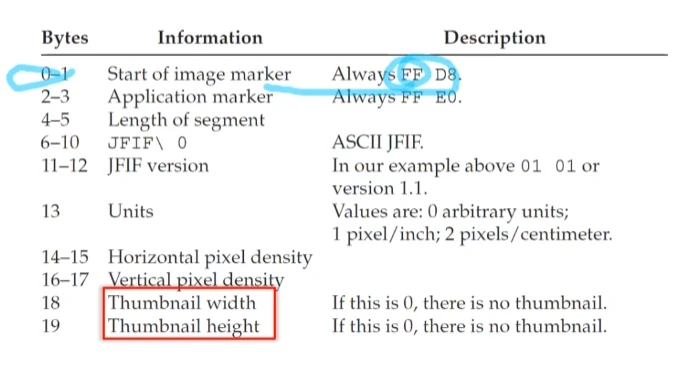 Bytes Information Description
0–1 Start of image marker Always FF D8.
2–3 Application marker Always FF E0.
4–5 Length of segment
6–10 JFIF\ 0 ASCII JFIF.
11–12 JFIF version In our example above 01 01 or
version 1.1.
13 Units Values are: 0 arbitrary units;
1 pixel/inch; 2 pixels/centimeter.
14–15 Horizontal pixel density
16–17 Vertical pixel density
18 Thumbnail width If this is 0, there is no thumbnail.
19 Thumbnail height If this is 0, there is no thumbnail.